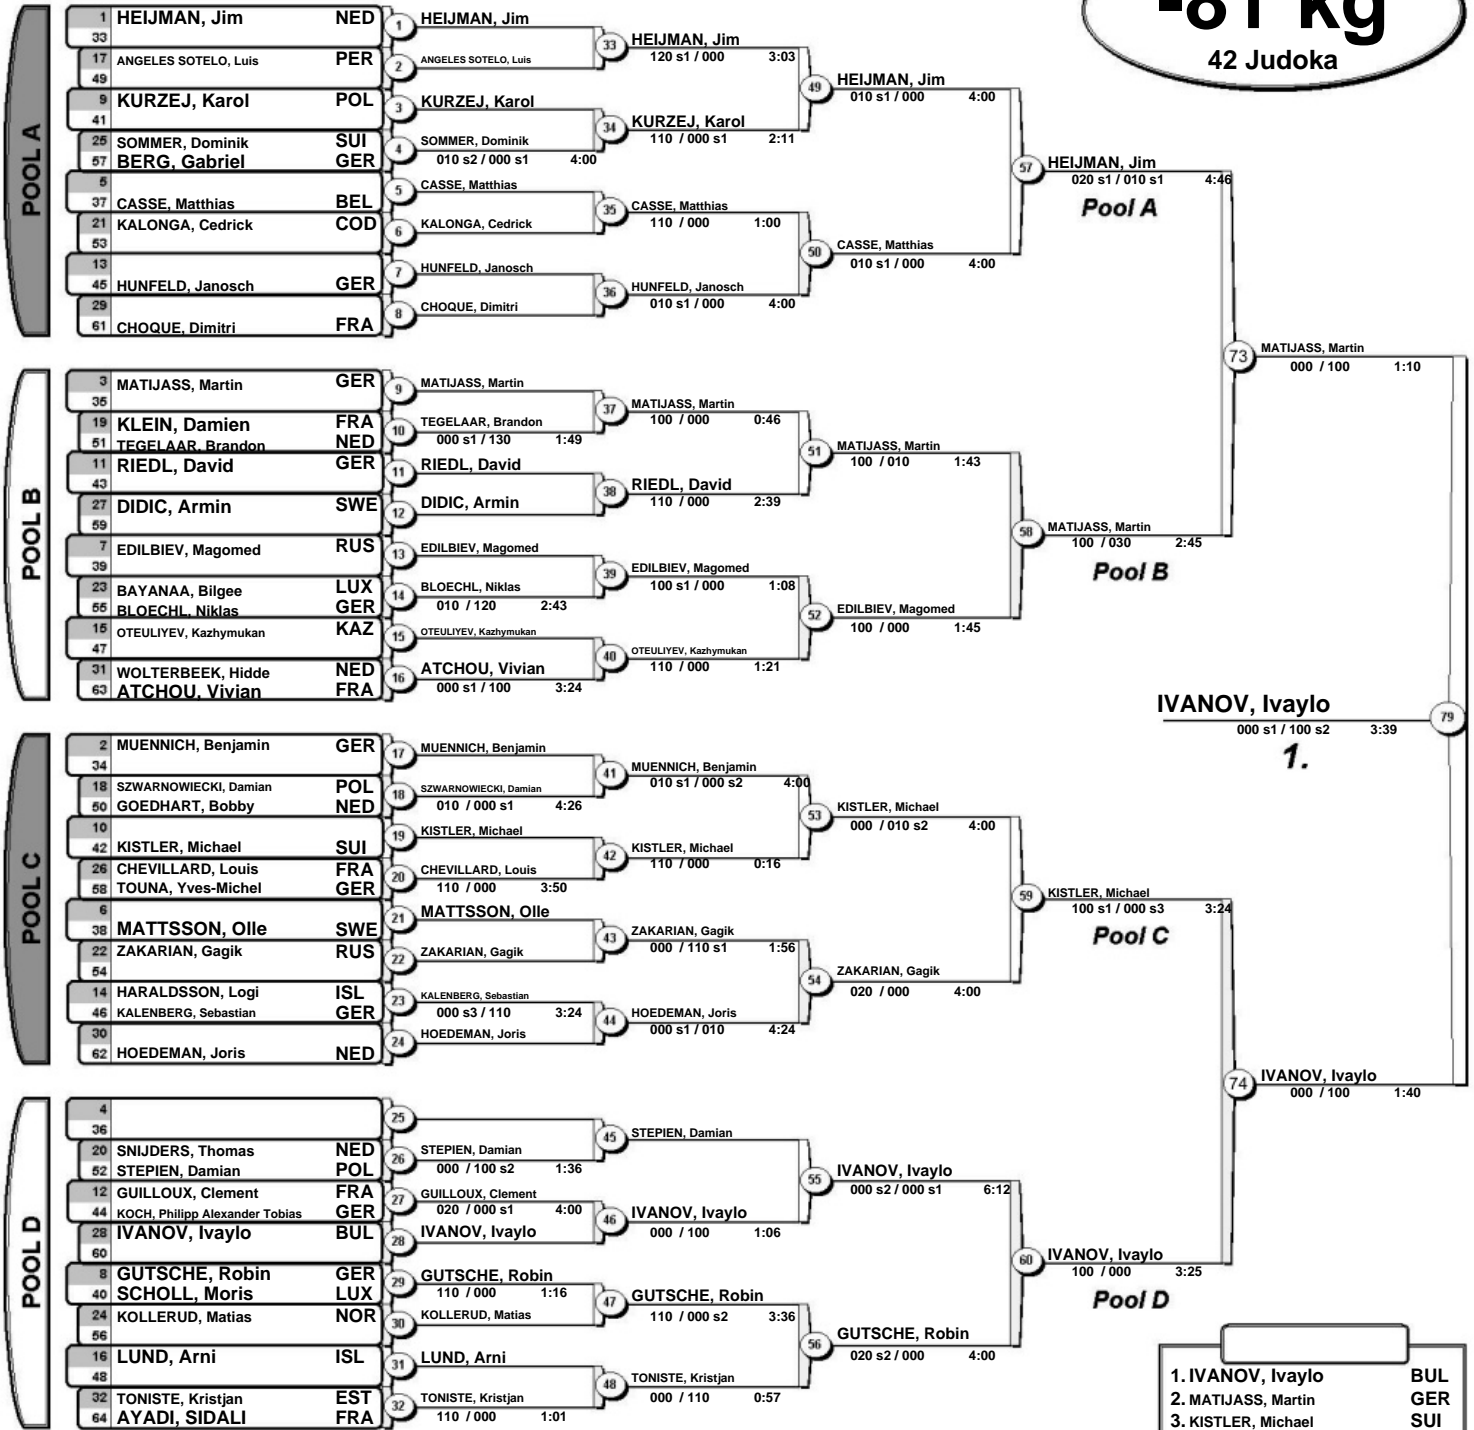 -81 kg
42 Judoka
POOL A
1 HEIJMAN, Jim NED
33
17 ANGELES SOTELO, Luis PER
49
9 KURZEJ, Karol POL
41
25 SOMMER, Dominik SUI
57 BERG, Gabriel GER
5
37 CASSE, Matthias BEL
21 KALONGA, Cedrick COD
53
13
45 HUNFELD, Janosch GER
29
61 CHOQUE, Dimitri FRA
1 HEIJMAN, Jim
2 ANGELES SOTELO, Luis
3 KURZEJ, Karol
4 SOMMER, Dominik
010 s2 / 000 s1 4:00
5 CASSE, Matthias
6 KALONGA, Cedrick
7 HUNFELD, Janosch
8 CHOQUE, Dimitri
33 HEIJMAN, Jim
120 s1 / 000 3:03
34 KURZEJ, Karol
110 / 000 s1 2:11
35 CASSE, Matthias
110 / 000 1:00
36 HUNFELD, Janosch
010 s1 / 000 4:00
49 HEIJMAN, Jim
010 s1 / 000 4:00
50 CASSE, Matthias
010 s1 / 000 4:00
57 HEIJMAN, Jim
020 s1 / 010 s1 4:46
Pool A
POOL B
3 MATIJASS, Martin GER
35
19 KLEIN, Damien FRA
51 TEGELAAR, Brandon NED
11 RIEDL, David GER
43
27 DIDIC, Armin SWE
59
7 EDILBIEV, Magomed RUS
39
23 BAYANAA, Bilgee LUX
55 BLOECHL, Niklas GER
15 OTEULIYEV, Kazhymukan KAZ
47
31 WOLTERBEEK, Hidde NED
63 ATCHOU, Vivian FRA
9 MATIJASS, Martin
10 TEGELAAR, Brandon
000 s1 / 130 1:49
11 RIEDL, David
12 DIDIC, Armin
13 EDILBIEV, Magomed
14 BLOECHL, Niklas
010 / 120 2:43
15 OTEULIYEV, Kazhymukan
16 ATCHOU, Vivian
000 s1 / 100 3:24
37 MATIJASS, Martin
100 / 000 0:46
38 RIEDL, David
110 / 000 2:39
39 EDILBIEV, Magomed
100 s1 / 000 1:08
40 OTEULIYEV, Kazhymukan
110 / 000 1:21
51 MATIJASS, Martin
100 / 010 1:43
52 EDILBIEV, Magomed
100 / 000 1:45
58 MATIJASS, Martin
100 / 030 2:45
Pool B
73 MATIJASS, Martin
000 / 100 1:10
IVANOV, Ivaylo 79
000 s1 / 100 s2 3:39
1.
POOL C
2 MUENNICH, Benjamin GER
34
18 SZWARNOWIECKI, Damian POL
50 GOEDHART, Bobby NED
10
42 KISTLER, Michael SUI
26 CHEVILLARD, Louis FRA
58 TOUNA, Yves-Michel GER
6
38 MATTSSON, Olle SWE
22 ZAKARIAN, Gagik RUS
54
14 HARALDSSON, Logi ISL
46 KALENBERG, Sebastian GER
30
62 HOEDEMAN, Joris NED
17 MUENNICH, Benjamin
18 SZWARNOWIECKI, Damian
010 / 000 s1 4:26
19 KISTLER, Michael
20 CHEVILLARD, Louis
110 / 000 3:50
21 MATTSSON, Olle
22 ZAKARIAN, Gagik
23 KALENBERG, Sebastian
000 s3 / 110 3:24
24 HOEDEMAN, Joris
41 MUENNICH, Benjamin
010 s1 / 000 s2 4:00
42 KISTLER, Michael
110 / 000 0:16
43 ZAKARIAN, Gagik
000 / 110 s1 1:56
44 HOEDEMAN, Joris
000 s1 / 010 4:24
53 KISTLER, Michael
000 / 010 s2 4:00
54 ZAKARIAN, Gagik
020 / 000 4:00
59 KISTLER, Michael
100 s1 / 000 s3 3:24
Pool C
74 IVANOV, Ivaylo
000 / 100 1:40
POOL D
4
36
20 SNIJDERS, Thomas NED
52 STEPIEN, Damian POL
12 GUILLOUX, Clement FRA
44 KOCH, Philipp Alexander Tobias GER
28 IVANOV, Ivaylo BUL
60
8 GUTSCHE, Robin GER
40 SCHOLL, Moris LUX
24 KOLLERUD, Matias NOR
56
16 LUND, Arni ISL
48
32 TONISTE, Kristjan EST
64 AYADI, SIDALI FRA
25
26 STEPIEN, Damian
000 / 100 s2 1:36
27 GUILLOUX, Clement
020 / 000 s1 4:00
28 IVANOV, Ivaylo
29 GUTSCHE, Robin
110 / 000 1:16
30 KOLLERUD, Matias
31 LUND, Arni
32 TONISTE, Kristjan
110 / 000 1:01
45 STEPIEN, Damian
46 IVANOV, Ivaylo
000 / 100 1:06
47 GUTSCHE, Robin
110 / 000 s2 3:36
48 TONISTE, Kristjan
000 / 110 0:57
55 IVANOV, Ivaylo
000 s2 / 000 s1 6:12
56 GUTSCHE, Robin
020 s2 / 000 4:00
60 IVANOV, Ivaylo
100 / 000 3:25
Pool D
1. IVANOV, Ivaylo BUL
2. MATIJASS, Martin GER
3. KISTLER, Michael SUI